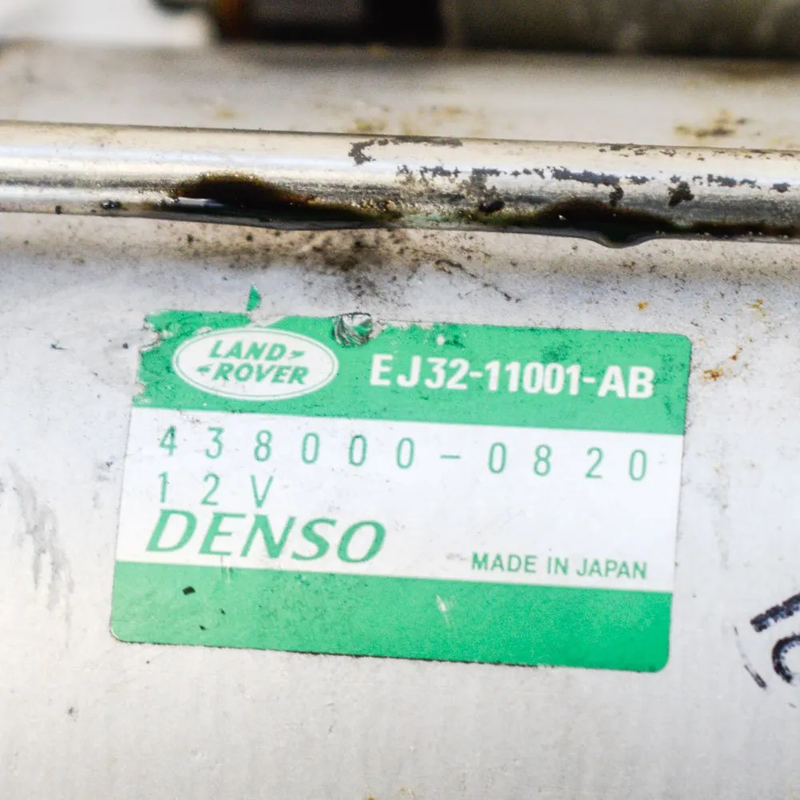 LAND-
-ROVER
EJ32-11001-AB
438000-0820
12V
DENSO
MADE IN JAPAN